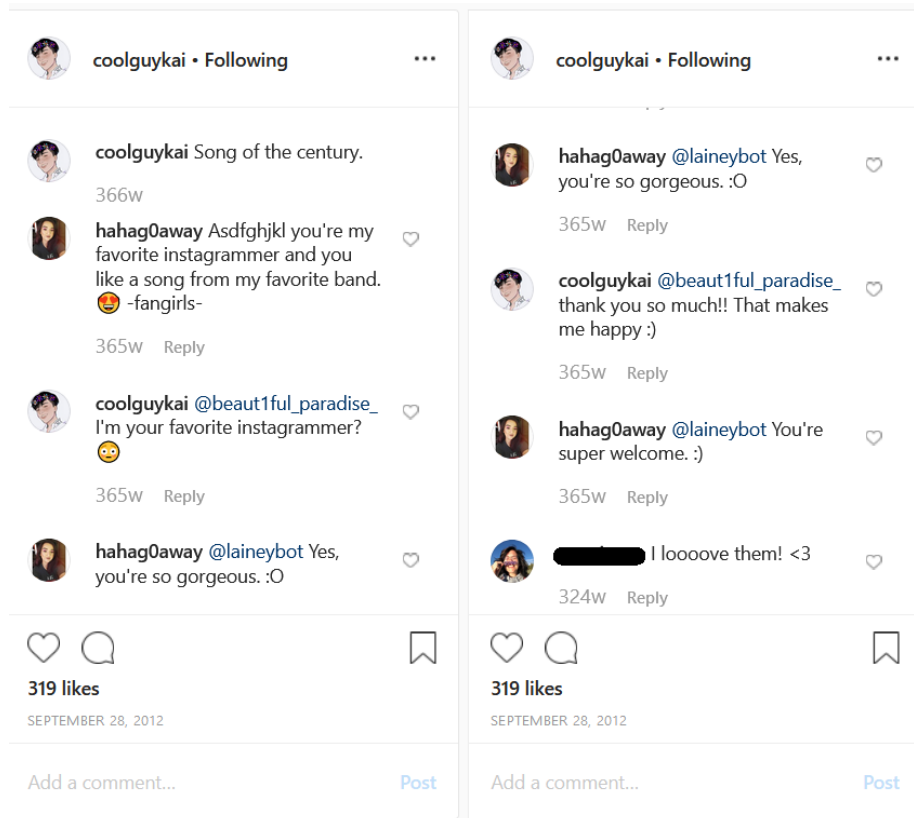 coolguykai • Following
coolguykai Song of the century.
366w
hahag0away Asdfghjkl you're my
favorite instagrammer and you
like a song from my favorite band.
😍 -fangirls-
365w Reply
coolguykai @beaut1ful_paradise_
I'm your favorite instagrammer?
😳
365w Reply
hahag0away @laineybot Yes,
you're so gorgeous. :O
319 likes
SEPTEMBER 28, 2012
Add a comment... Post
coolguykai • Following
hahag0away @laineybot Yes,
you're so gorgeous. :O
365w Reply
coolguykai @beaut1ful_paradise_
thank you so much!! That makes
me happy :)
365w Reply
hahag0away @laineybot You're
super welcome. :)
365w Reply
I loooove them! <3
324w Reply
319 likes
SEPTEMBER 28, 2012
Add a comment... Post